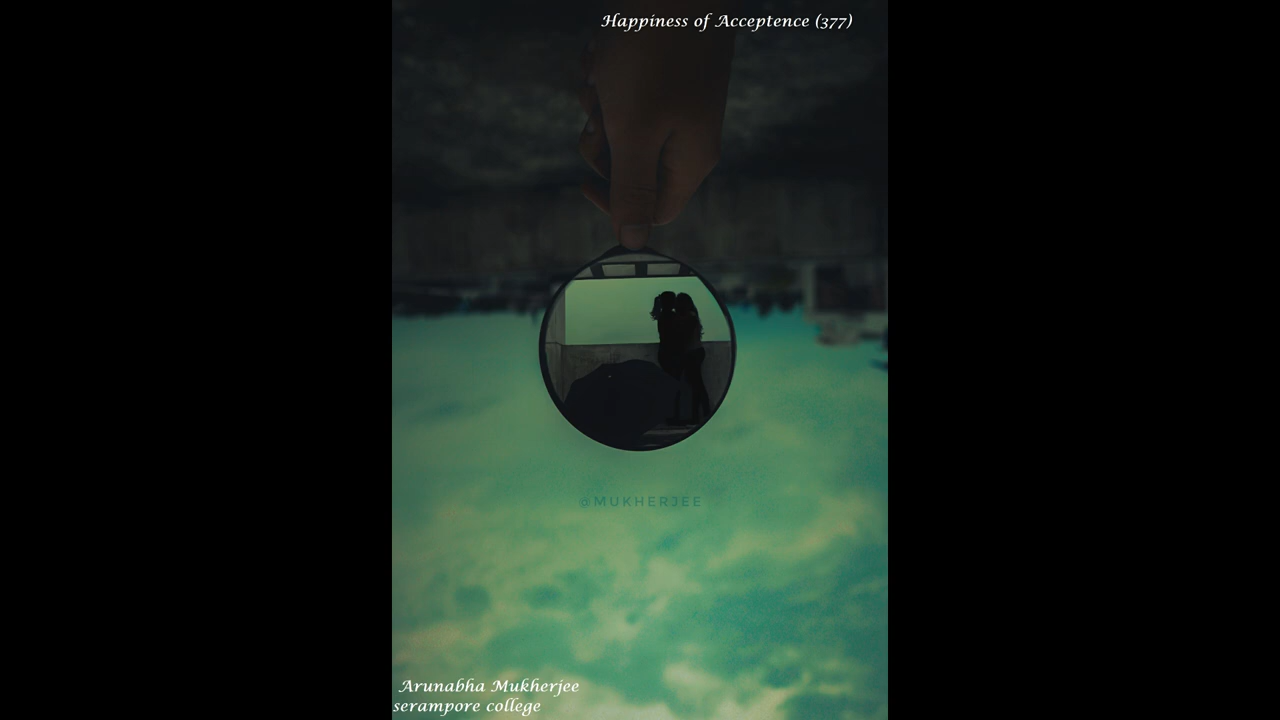 Happiness of Acceptence (377)
@MUKHERJEE
Arunabha Mukherjee
serampore college